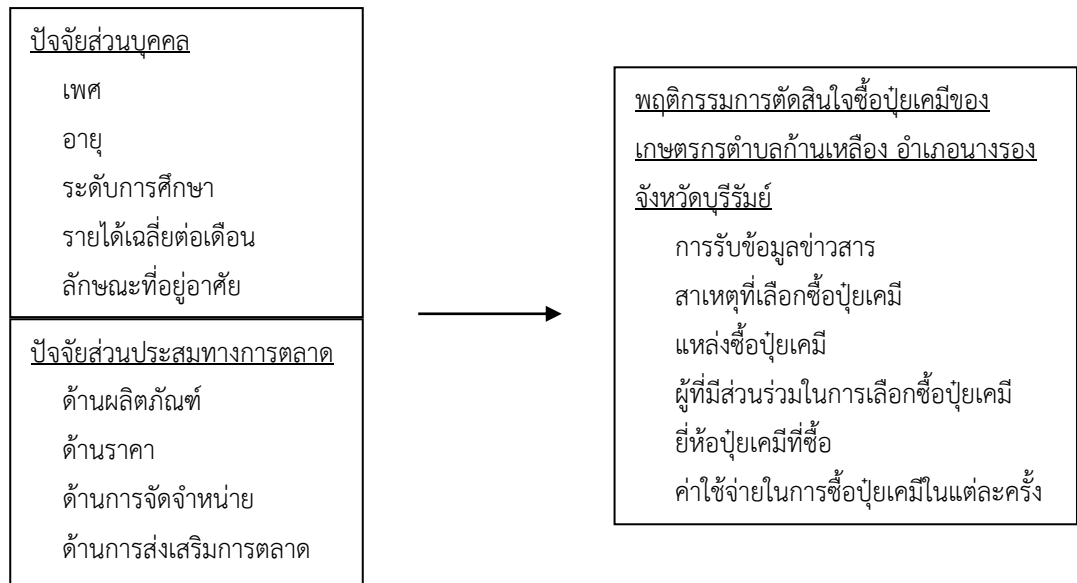 ปัจจัยส่วนบุคคล
เพศ
อายุ
ระดับการศึกษา
รายได้เฉลี่ยต่อเดือน
ลักษณะที่อยู่อาศัย
ปัจจัยส่วนประสมทางการตลาด
ด้านผลิตภัณฑ์
ด้านราคา
ด้านการจัดจำหน่าย
ด้านการส่งเสริมการตลาด
พฤติกรรมการตัดสินใจซื้อปุ๋ยเคมีของ
เกษตรกรตำบลก้านเหลือง อำเภอนางรอง
จังหวัดบุรีรัมย์
การรับข้อมูลข่าวสาร
สาเหตุที่เลือกซื้อปุ๋ยเคมี
แหล่งซื้อปุ๋ยเคมี
ผู้ที่มีส่วนร่วมในการเลือกซื้อปุ๋ยเคมี
ยี่ห้อปุ๋ยเคมีที่ซื้อ
ค่าใช้จ่ายในการซื้อปุ๋ยเคมีในแต่ละครั้ง